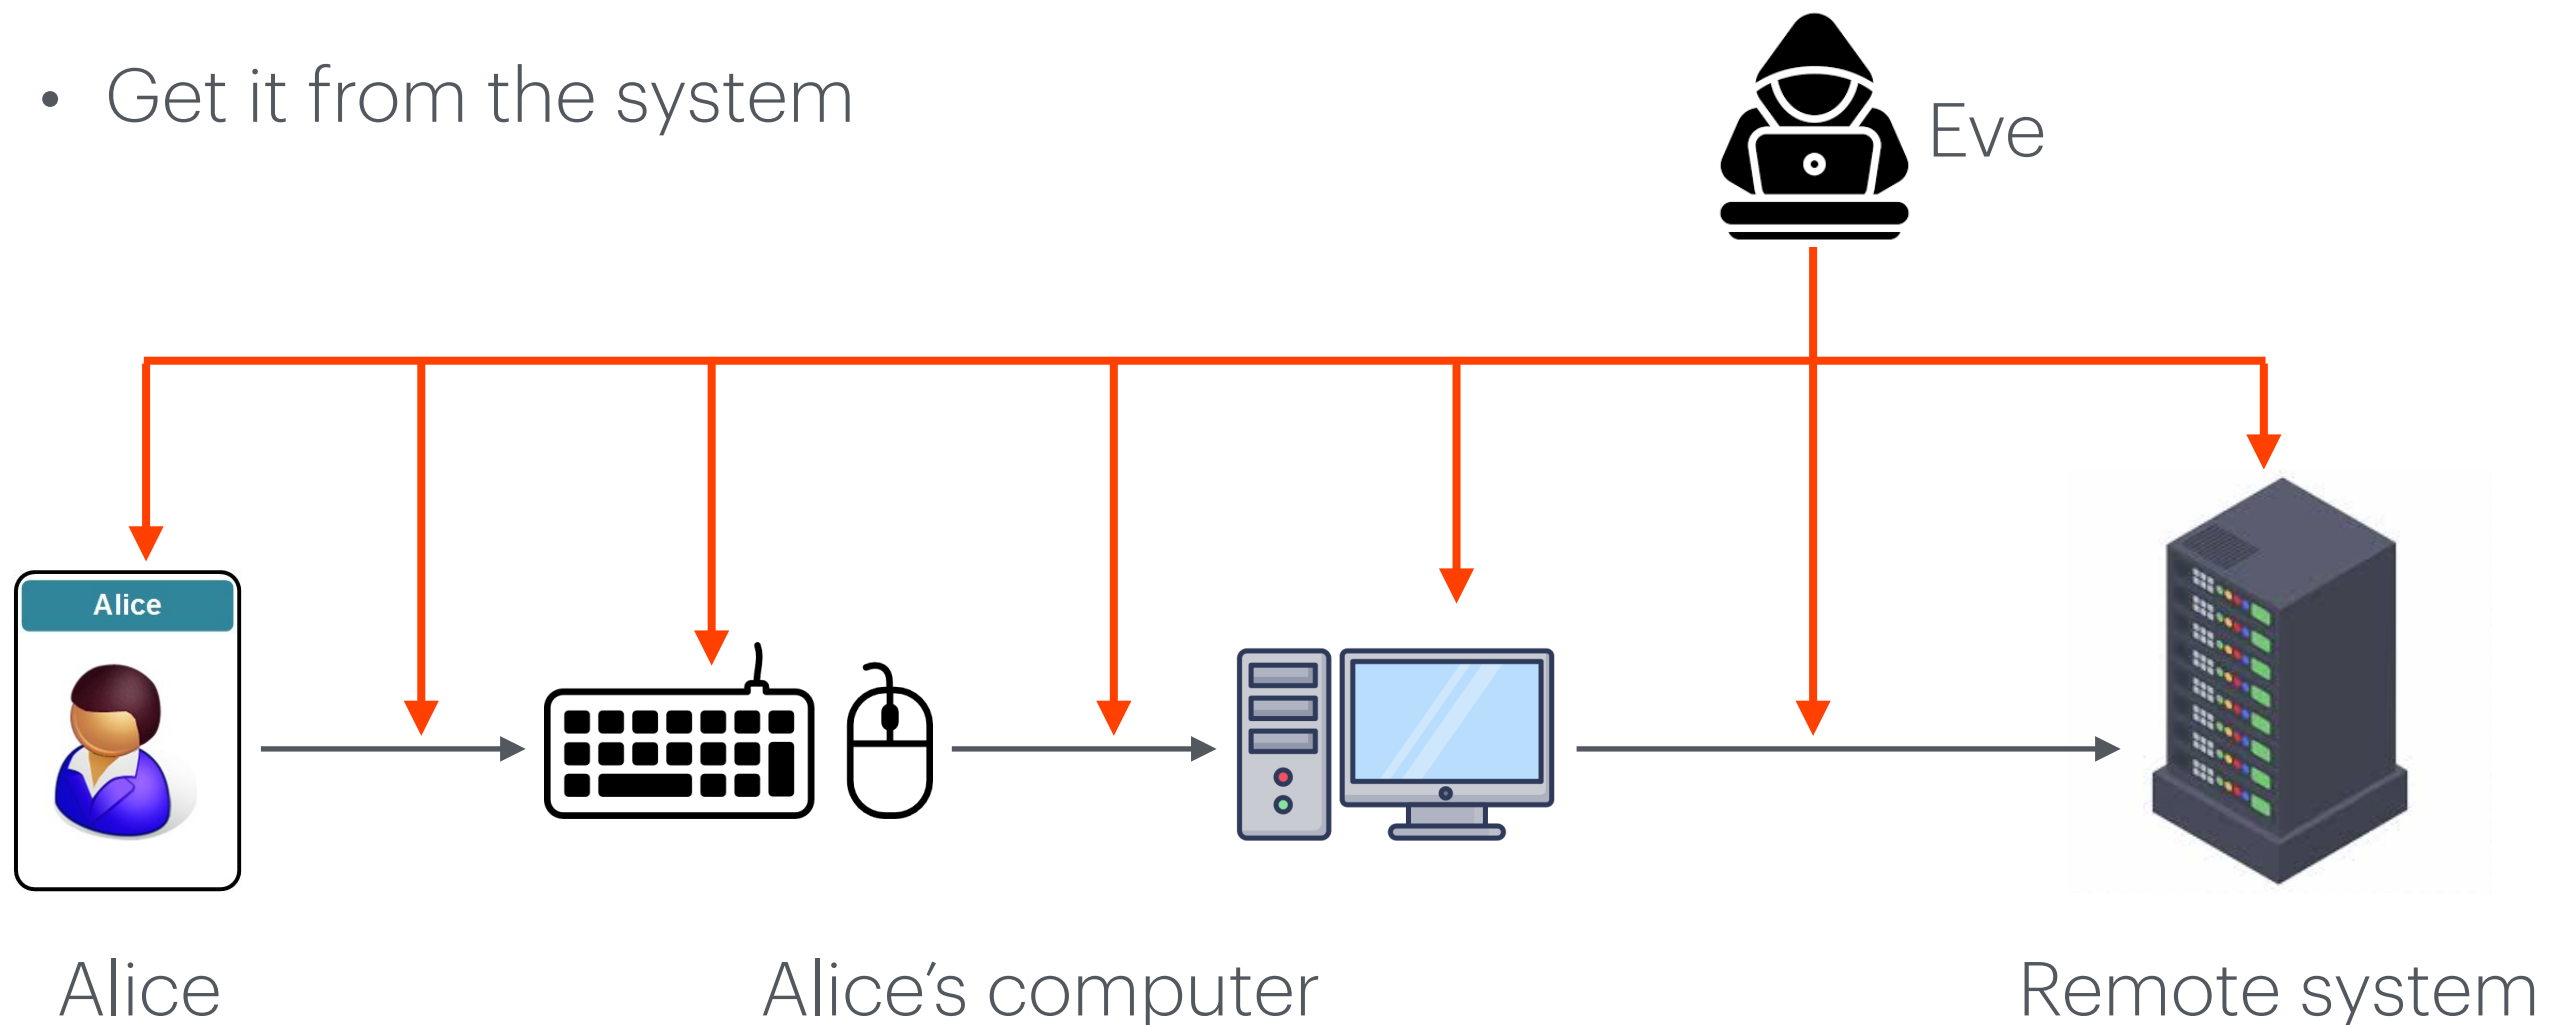 • Get it from the system
Eve
Alice
Alice
Alice’s computer
Remote system